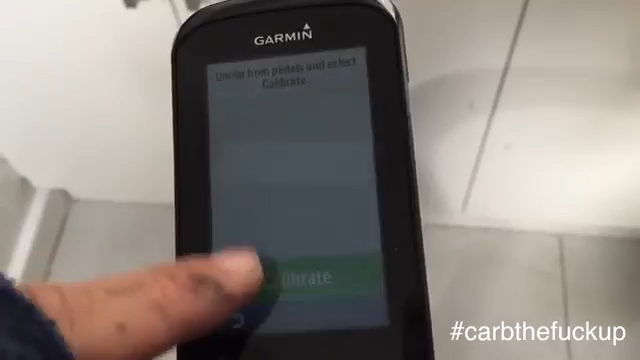 GARMIN
Unclip from pedals and select
Calibrate.
#carbthefuckup